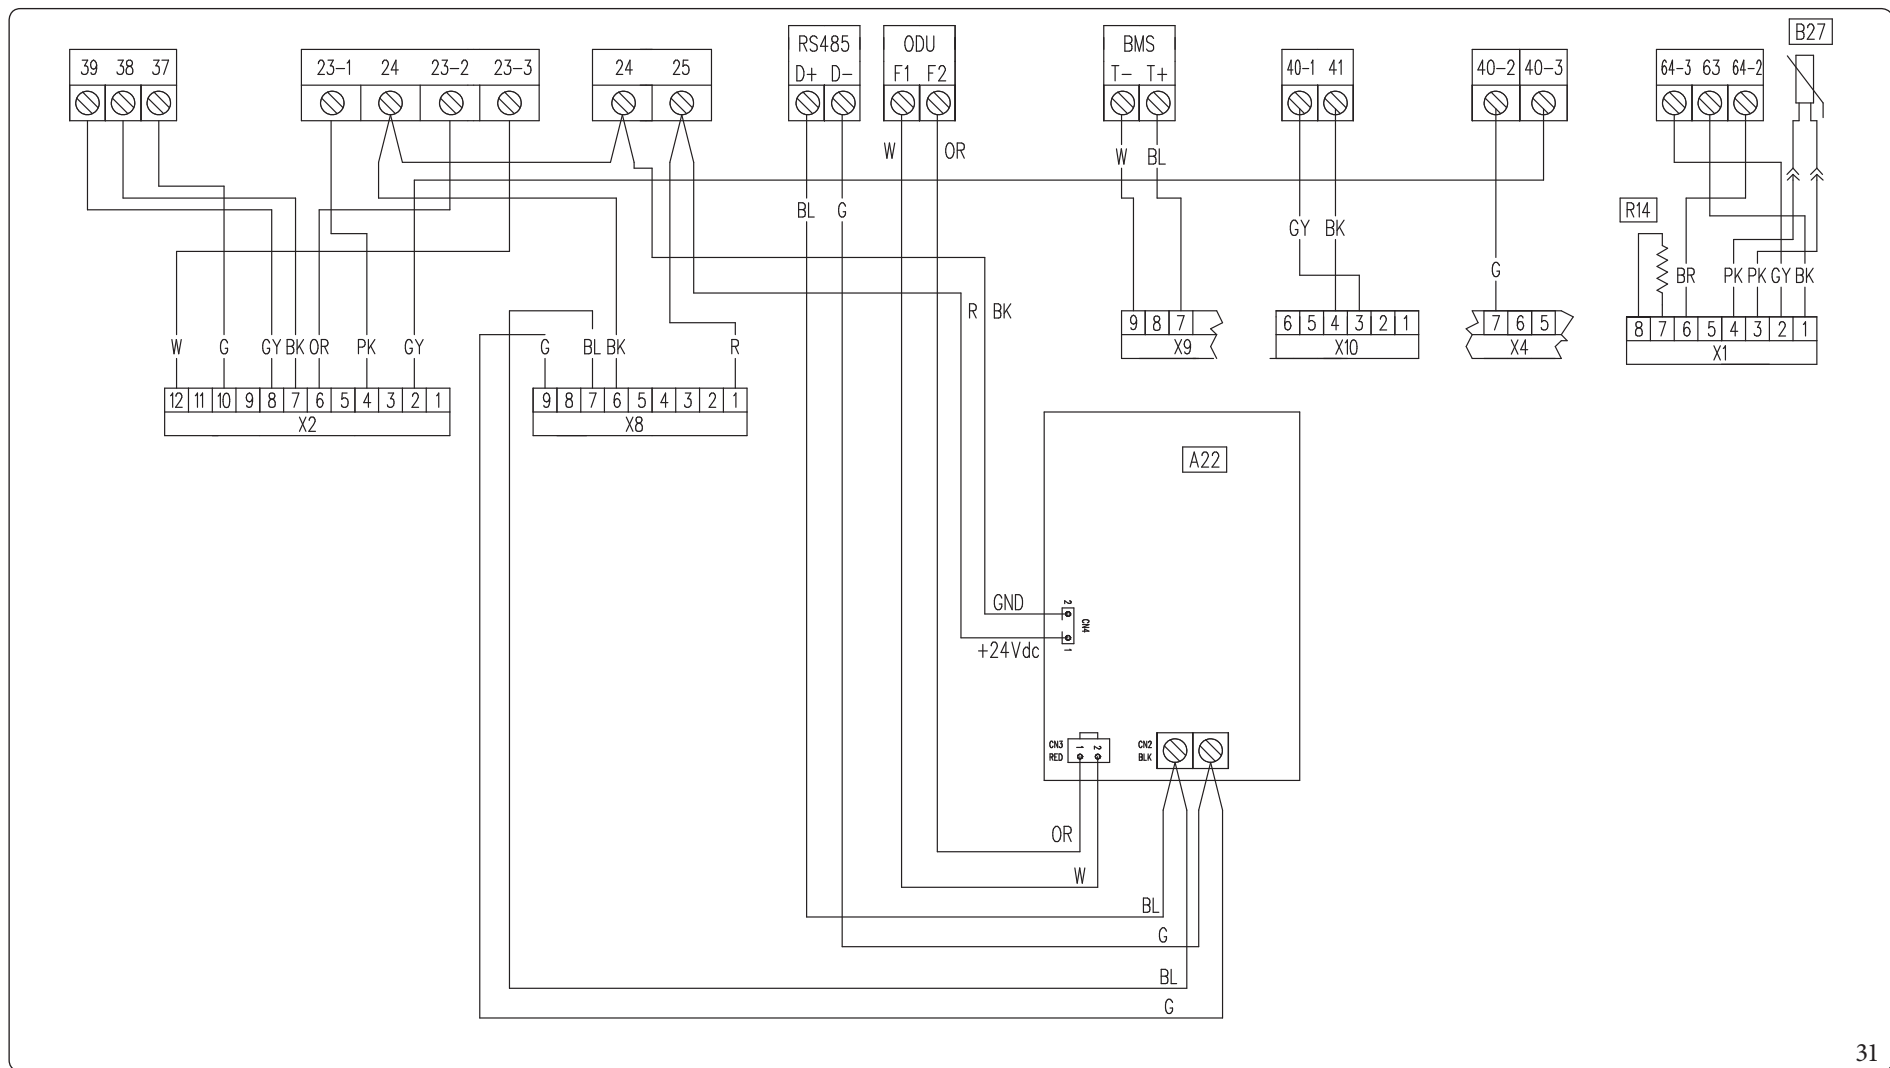 RS485 ODU BMS B27
39 38 37 23-1 24 23-2 23-3 24 25 D+ D- F1 F2 T- T+ 40-1 41 40-2 40-3 64-3 63 64-2
W OR W BL
BL G R14
GY BK
G BR PK PK GY BK
R BK
9 8 7 6 5 4 3 2 1 7 6 5 8 7 6 5 4 3 2 1
W G GY BK OR PK GY G BL BK R X9 X10 X4 X1
12 11 10 9 8 7 6 5 4 3 2 1 9 8 7 6 5 4 3 2 1
X2 X8
A22
GND 2
CN4
+24Vdc 1
CN3 1 2 CN2
RED BLK
OR
W
BL
G
BL
G
31